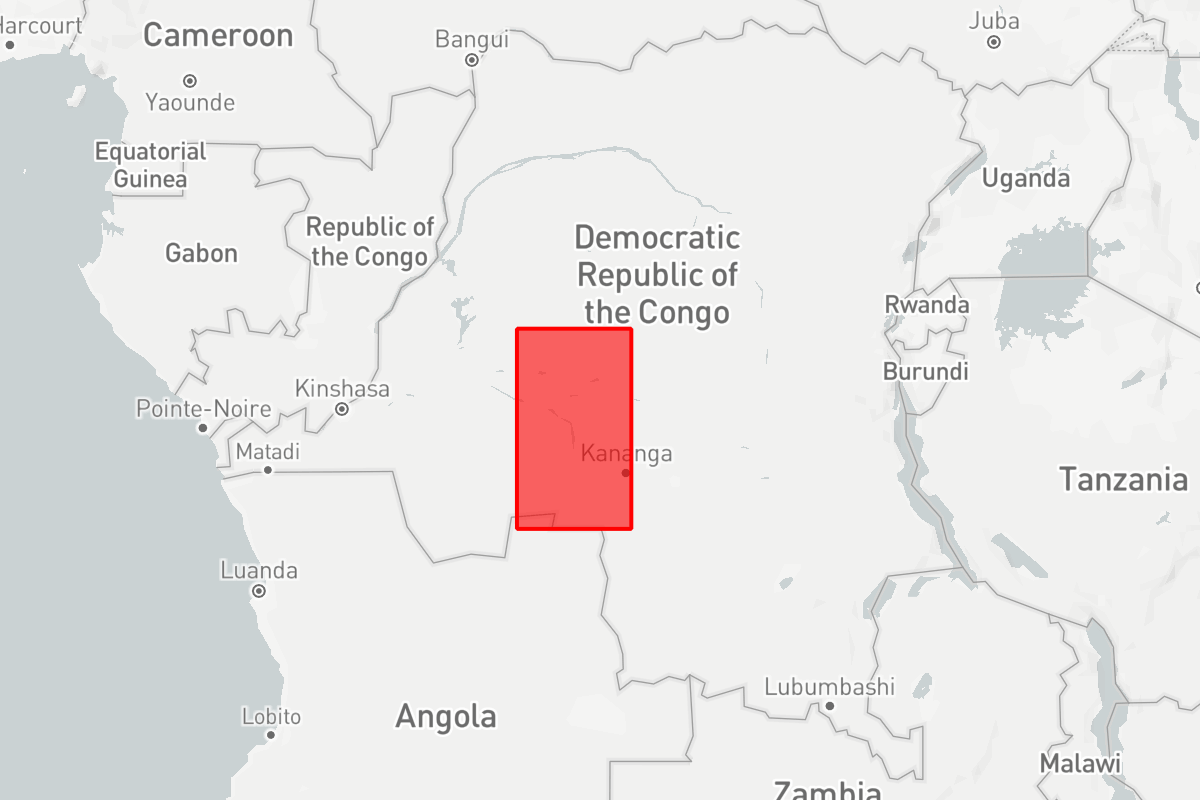 Harcourt
Cameroon
Bangui
Juba
Yaounde
Equatorial
Guinea
Uganda
Republic of
the Congo
Gabon
Democratic
Republic of
the Congo
Rwanda
Burundi
Kinshasa
Pointe-Noire
Matadi
Kananga
Tanzania
Luanda
Lubumbashi
Lobito
Angola
Malawi
Zambia